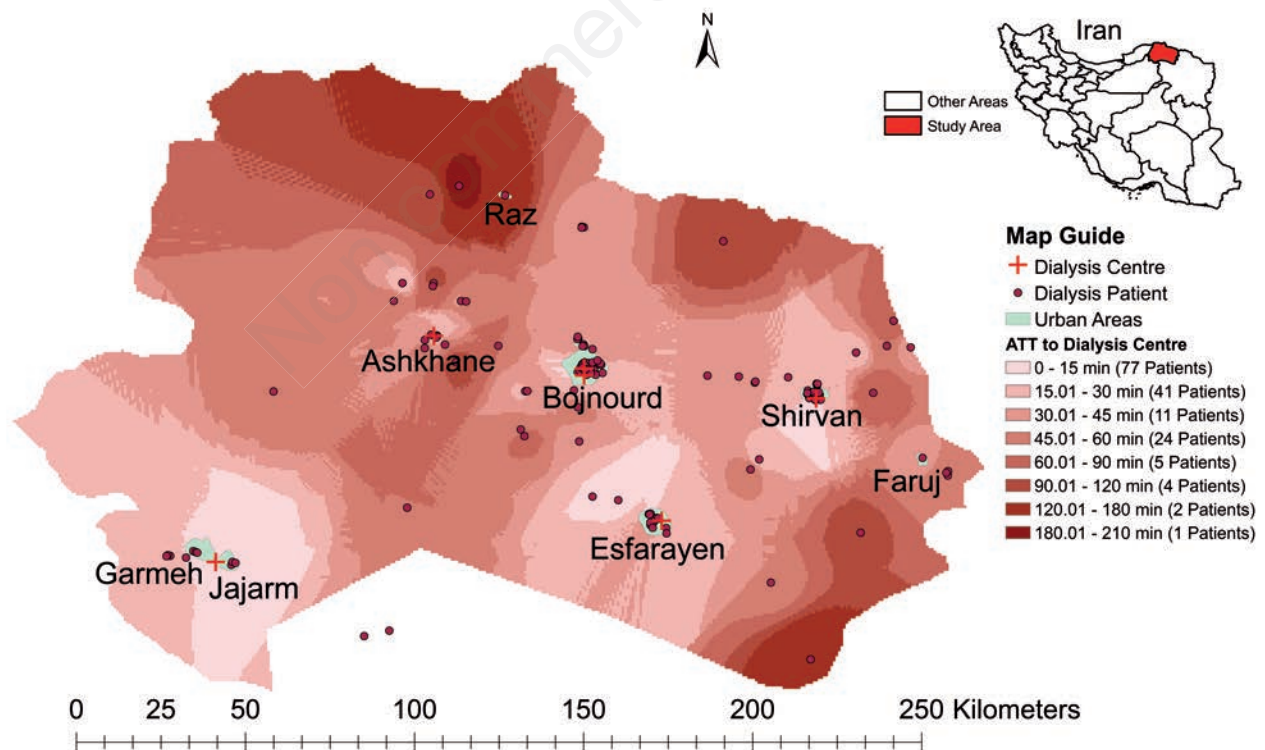 N
Iran
Other Areas
Study Area
Raz
Map Guide
Dialysis Centre
Dialysis Patient
Urban Areas
ATT to Dialysis Centre
0 - 15 min (77 Patients)
15.01 - 30 min (41 Patients)
30.01 - 45 min (11 Patients)
45.01 - 60 min (24 Patients)
60.01 - 90 min (5 Patients)
90.01 - 120 min (4 Patients)
120.01 - 180 min (2 Patients)
180.01 - 210 min (1 Patients)
Ashkhane
Bojnourd
Shirvan
Faruj
Esfarayen
Garmeh
Jajarm
0 25 50 100 150 200 250 Kilometers